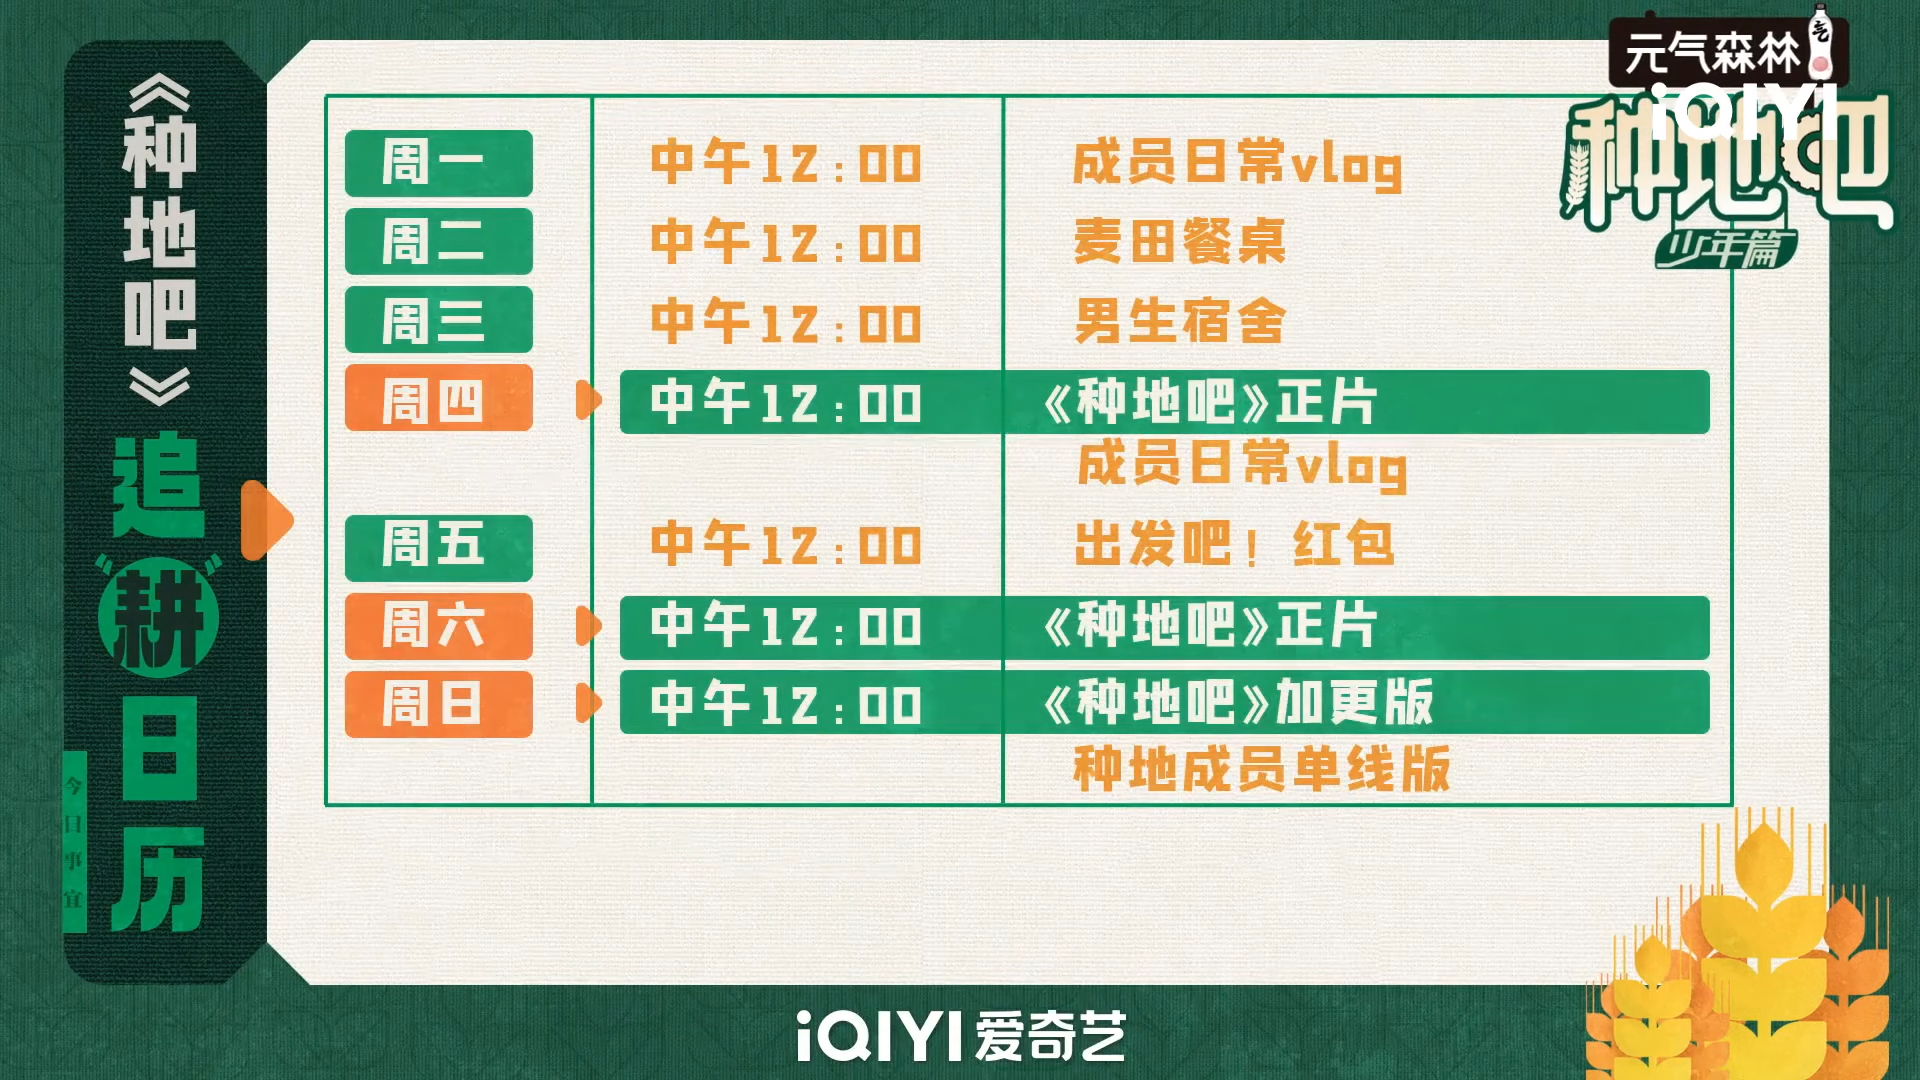 《种地吧》追"耕"日历
今日事宜
元气森林
气
iQIYI
种地吧
少年篇
周一 中午12:00 成员日常vlog
周二 中午12:00 麦田餐桌
周三 中午12:00 男生宿舍
周四 中午12:00 《种地吧》正片
成员日常vlog
周五 中午12:00 出发吧！红包
周六 中午12:00 《种地吧》正片
周日 中午12:00 《种地吧》加更版
种地成员单线版
iQIYI 爱奇艺